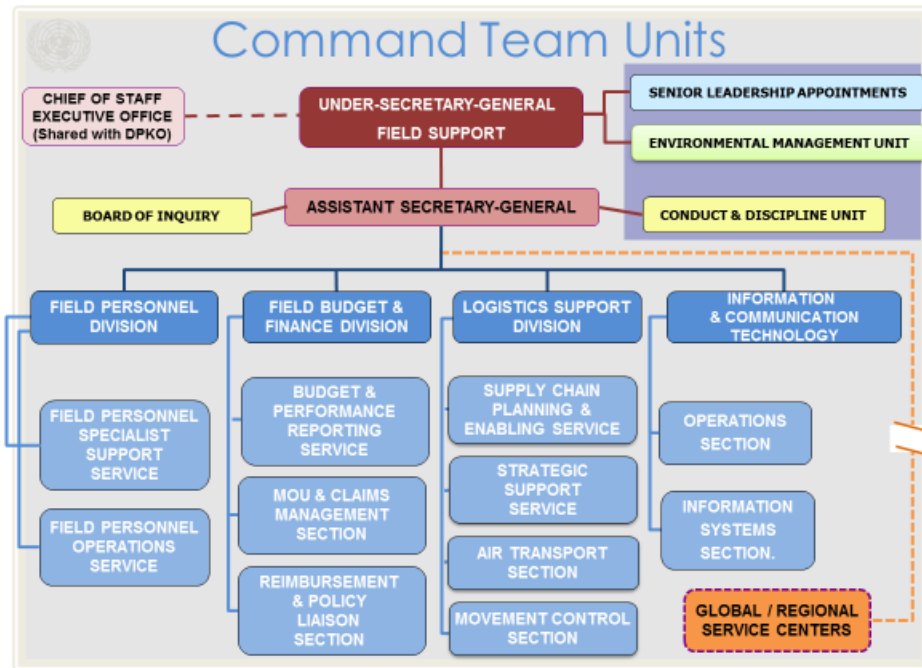 Command Team Units
CHIEF OF STAFF
EXECUTIVE OFFICE
(Shared with DPKO)
UNDER-SECRETARY-GENERAL
FIELD SUPPORT
SENIOR LEADERSHIP APPOINTMENTS
ENVIRONMENTAL MANAGEMENT UNIT
BOARD OF INQUIRY
ASSISTANT SECRETARY-GENERAL
CONDUCT & DISCIPLINE UNIT
FIELD PERSONNEL
DIVISION
FIELD BUDGET &
FINANCE DIVISION
LOGISTICS SUPPORT
DIVISION
INFORMATION
& COMMUNICATION
TECHNOLOGY
FIELD PERSONNEL
SPECIALIST
SUPPORT
SERVICE
FIELD PERSONNEL
OPERATIONS
SERVICE
BUDGET &
PERFORMANCE
REPORTING
SERVICE
MOU & CLAIMS
MANAGEMENT
SECTION
REIMBURSEMENT
& POLICY
LIAISON
SECTION
SUPPLY CHAIN
PLANNING &
ENABLING SERVICE
STRATEGIC
SUPPORT
SERVICE
AIR TRANSPORT
SECTION
MOVEMENT CONTROL
SECTION
OPERATIONS
SECTION
INFORMATION
SYSTEMS
SECTION.
GLOBAL / REGIONAL
SERVICE CENTERS